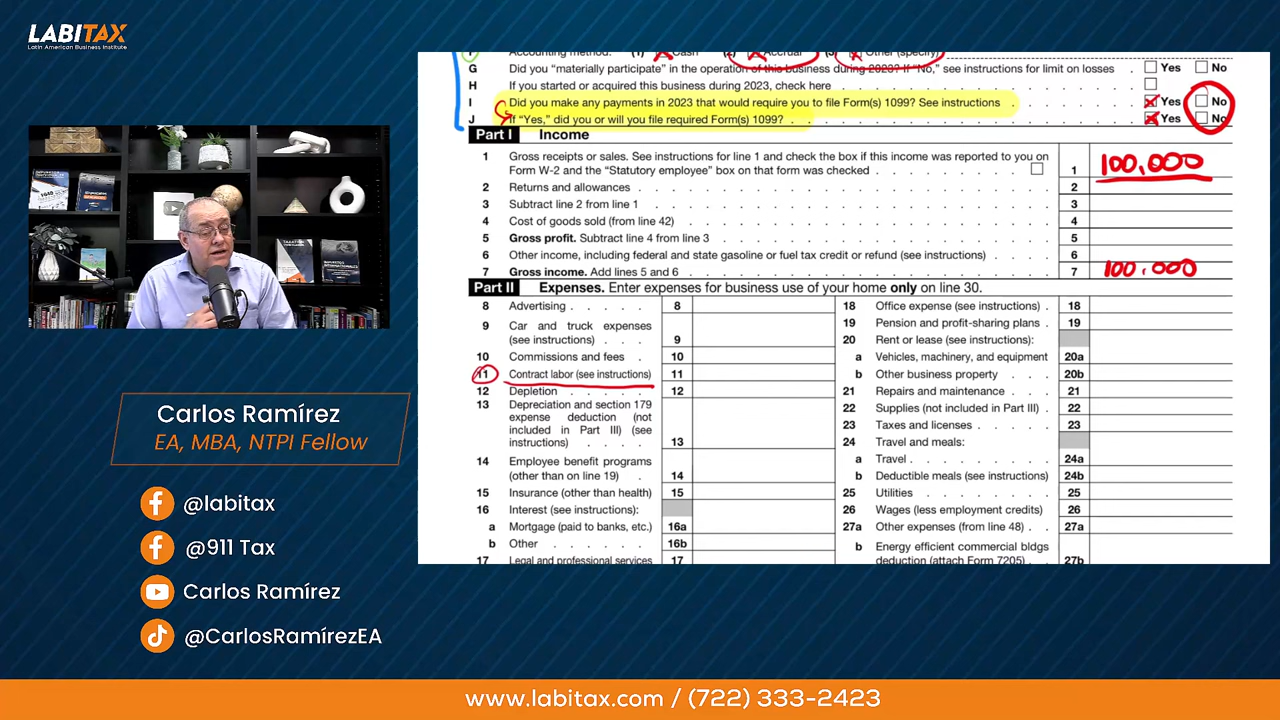 LABITAX
Latin American Business Institute
Carlos Ramírez
EA, MBA, NTPI Fellow
@labitax
@911 Tax
Carlos Ramírez
@CarlosRamírezEA
F Accounting method: (1) Cash (2) Accrual (3) Other (specify)
G Did you “materially participate” in the operation of this business during 2023? If “No,” see instructions for limit on losses . Yes No
H If you started or acquired this business during 2023, check here
I Did you make any payments in 2023 that would require you to file Form(s) 1099? See instructions Yes No
J If “Yes,” did you or will you file required Form(s) 1099? Yes No
Part I Income
1 Gross receipts or sales. See instructions for line 1 and check the box if this income was reported to you on
Form W-2 and the “Statutory employee” box on that form was checked 1 100,000
2 Returns and allowances 2
3 Subtract line 2 from line 1 3
4 Cost of goods sold (from line 42) 4
5 Gross profit. Subtract line 4 from line 3 5
6 Other income, including federal and state gasoline or fuel tax credit or refund (see instructions) 6
7 Gross income. Add lines 5 and 6 7 100.000
Part II Expenses. Enter expenses for business use of your home only on line 30.
8 Advertising 8
9 Car and truck expenses
(see instructions) 9
10 Commissions and fees 10
11 Contract labor (see instructions) 11
12 Depletion 12
13 Depreciation and section 179
expense deduction (not
included in Part III) (see
instructions) 13
14 Employee benefit programs
(other than on line 19) 14
15 Insurance (other than health) 15
16 Interest (see instructions):
a Mortgage (paid to banks, etc.) 16a
b Other 16b
17 Legal and professional services 17
18 Office expense (see instructions) 18
19 Pension and profit-sharing plans 19
20 Rent or lease (see instructions):
a Vehicles, machinery, and equipment 20a
b Other business property 20b
21 Repairs and maintenance 21
22 Supplies (not included in Part III) 22
23 Taxes and licenses 23
24 Travel and meals:
a Travel 24a
b Deductible meals (see instructions) 24b
25 Utilities 25
26 Wages (less employment credits) 26
27a Other expenses (from line 48) 27a
b Energy efficient commercial bldgs
deduction (attach Form 7205) 27b
www.labitax.com / (722) 333-2423